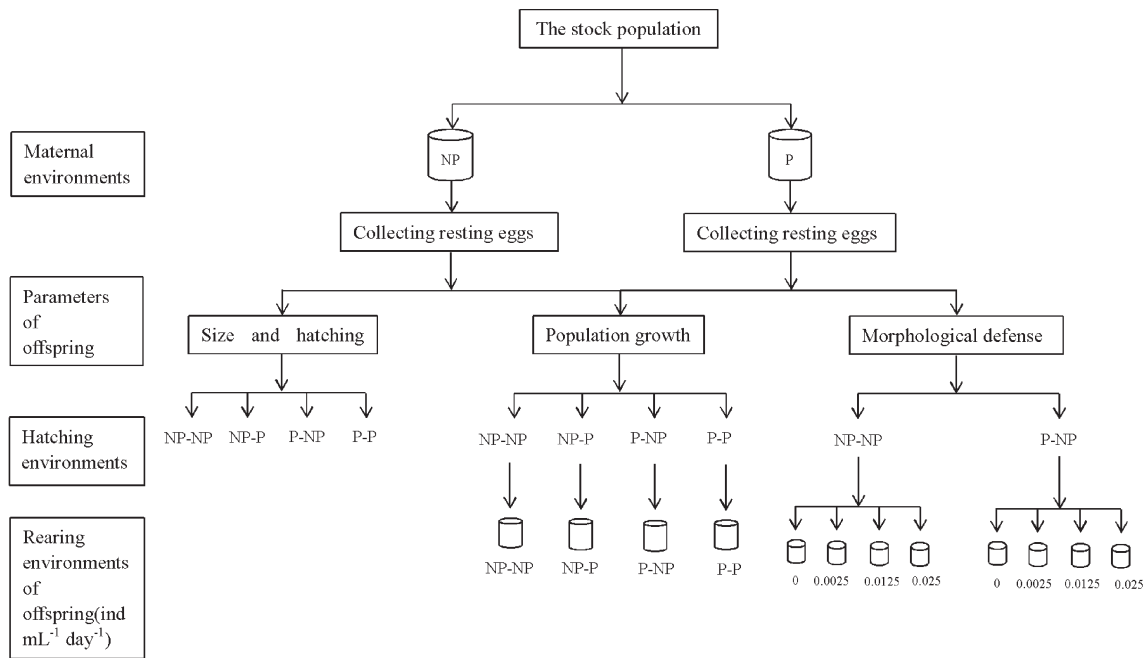 The stock population
Maternal
environments
NP
P
Collecting resting eggs
Collecting resting eggs
Parameters
of
offspring
Size and hatching
Population growth
Morphological defense
Hatching
environments
NP-NP NP-P P-NP P-P
NP-NP NP-P P-NP P-P
NP-NP
P-NP
Rearing
environments
of
offspring(ind
mL⁻¹ day⁻¹)
NP-NP NP-P P-NP P-P
0 0.0025 0.0125 0.025
0 0.0025 0.0125 0.025